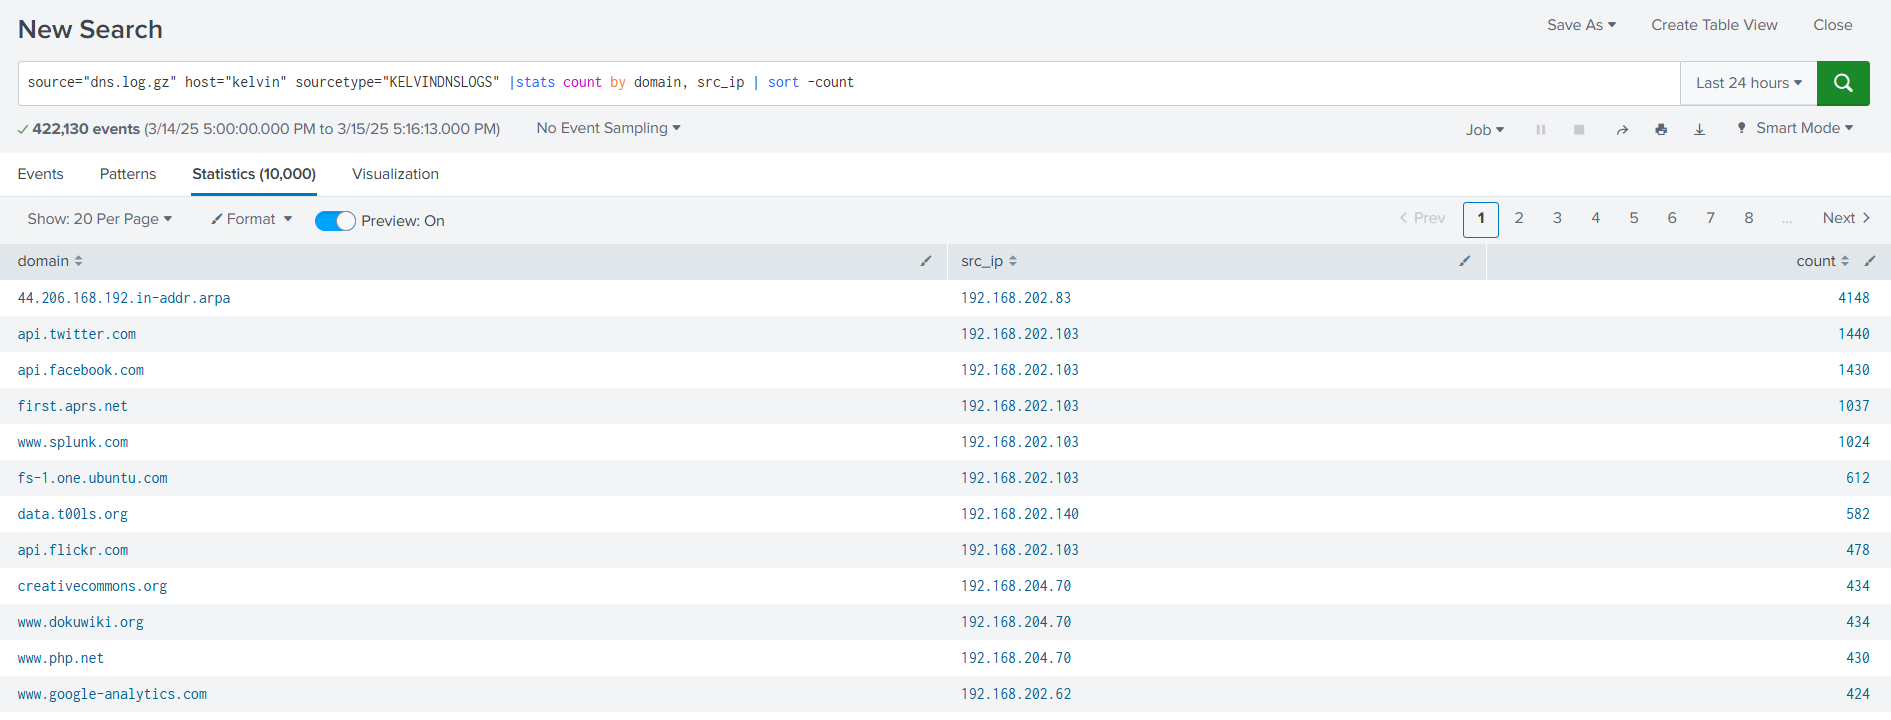 New Search
Save As Create Table View Close
source="dns.log.gz" host="kelvin" sourcetype="KELVINDNSLOGS" |stats count by domain, src_ip | sort -count
Last 24 hours
422,130 events (3/14/25 5:00:00.000 PM to 3/15/25 5:16:13.000 PM) No Event Sampling
Job Smart Mode
Events Patterns Statistics (10,000) Visualization
Show: 20 Per Page Format Preview: On
Prev 1 2 3 4 5 6 7 8 ... Next
domain src_ip count
44.206.168.192.in-addr.arpa 192.168.202.83 4148
api.twitter.com 192.168.202.103 1440
api.facebook.com 192.168.202.103 1430
first.aprs.net 192.168.202.103 1037
www.splunk.com 192.168.202.103 1024
fs-1.one.ubuntu.com 192.168.202.103 612
data.t00ls.org 192.168.202.140 582
api.flickr.com 192.168.202.103 478
creativecommons.org 192.168.204.70 434
www.dokuwiki.org 192.168.204.70 434
www.php.net 192.168.204.70 430
www.google-analytics.com 192.168.202.62 424